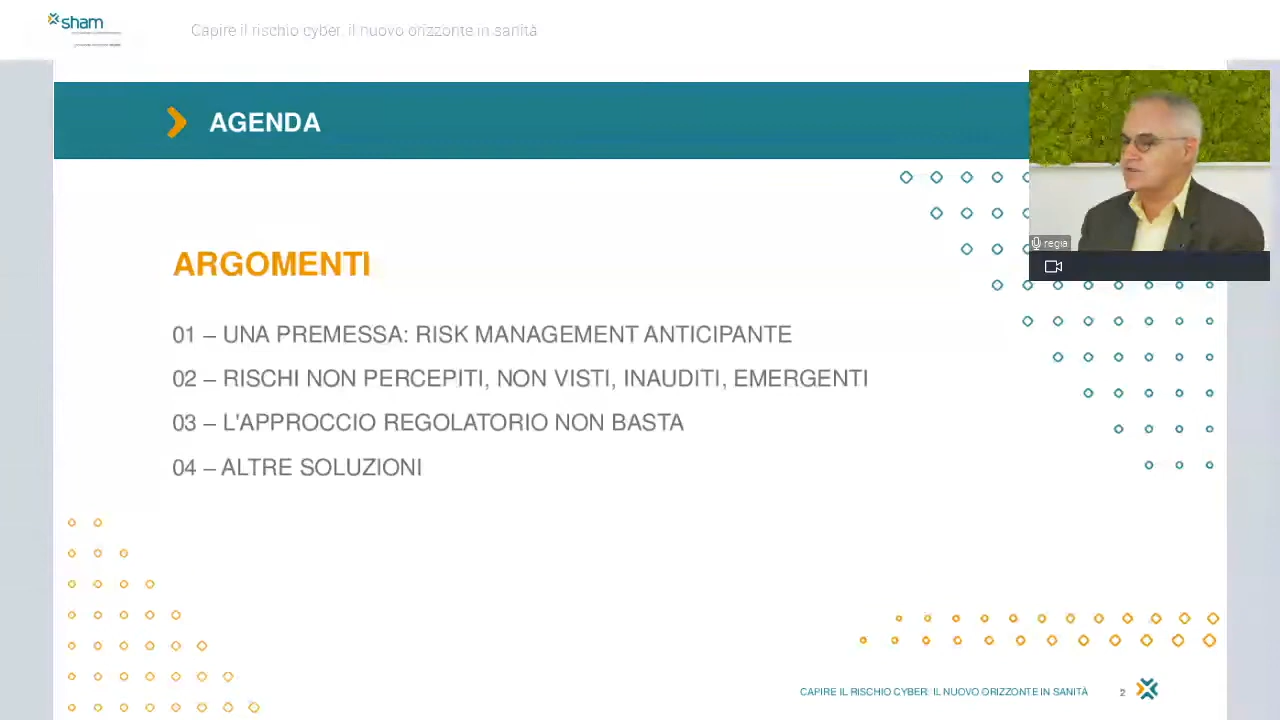 sham
Capire il rischio cyber: il nuovo orizzonte in sanità
AGENDA
regia
ARGOMENTI
01 – UNA PREMESSA: RISK MANAGEMENT ANTICIPANTE
02 – RISCHI NON PERCEPITI, NON VISTI, INAUDITI, EMERGENTI
03 – L'APPROCCIO REGOLATORIO NON BASTA
04 – ALTRE SOLUZIONI
CAPIRE IL RISCHIO CYBER: IL NUOVO ORIZZONTE IN SANITÀ 2